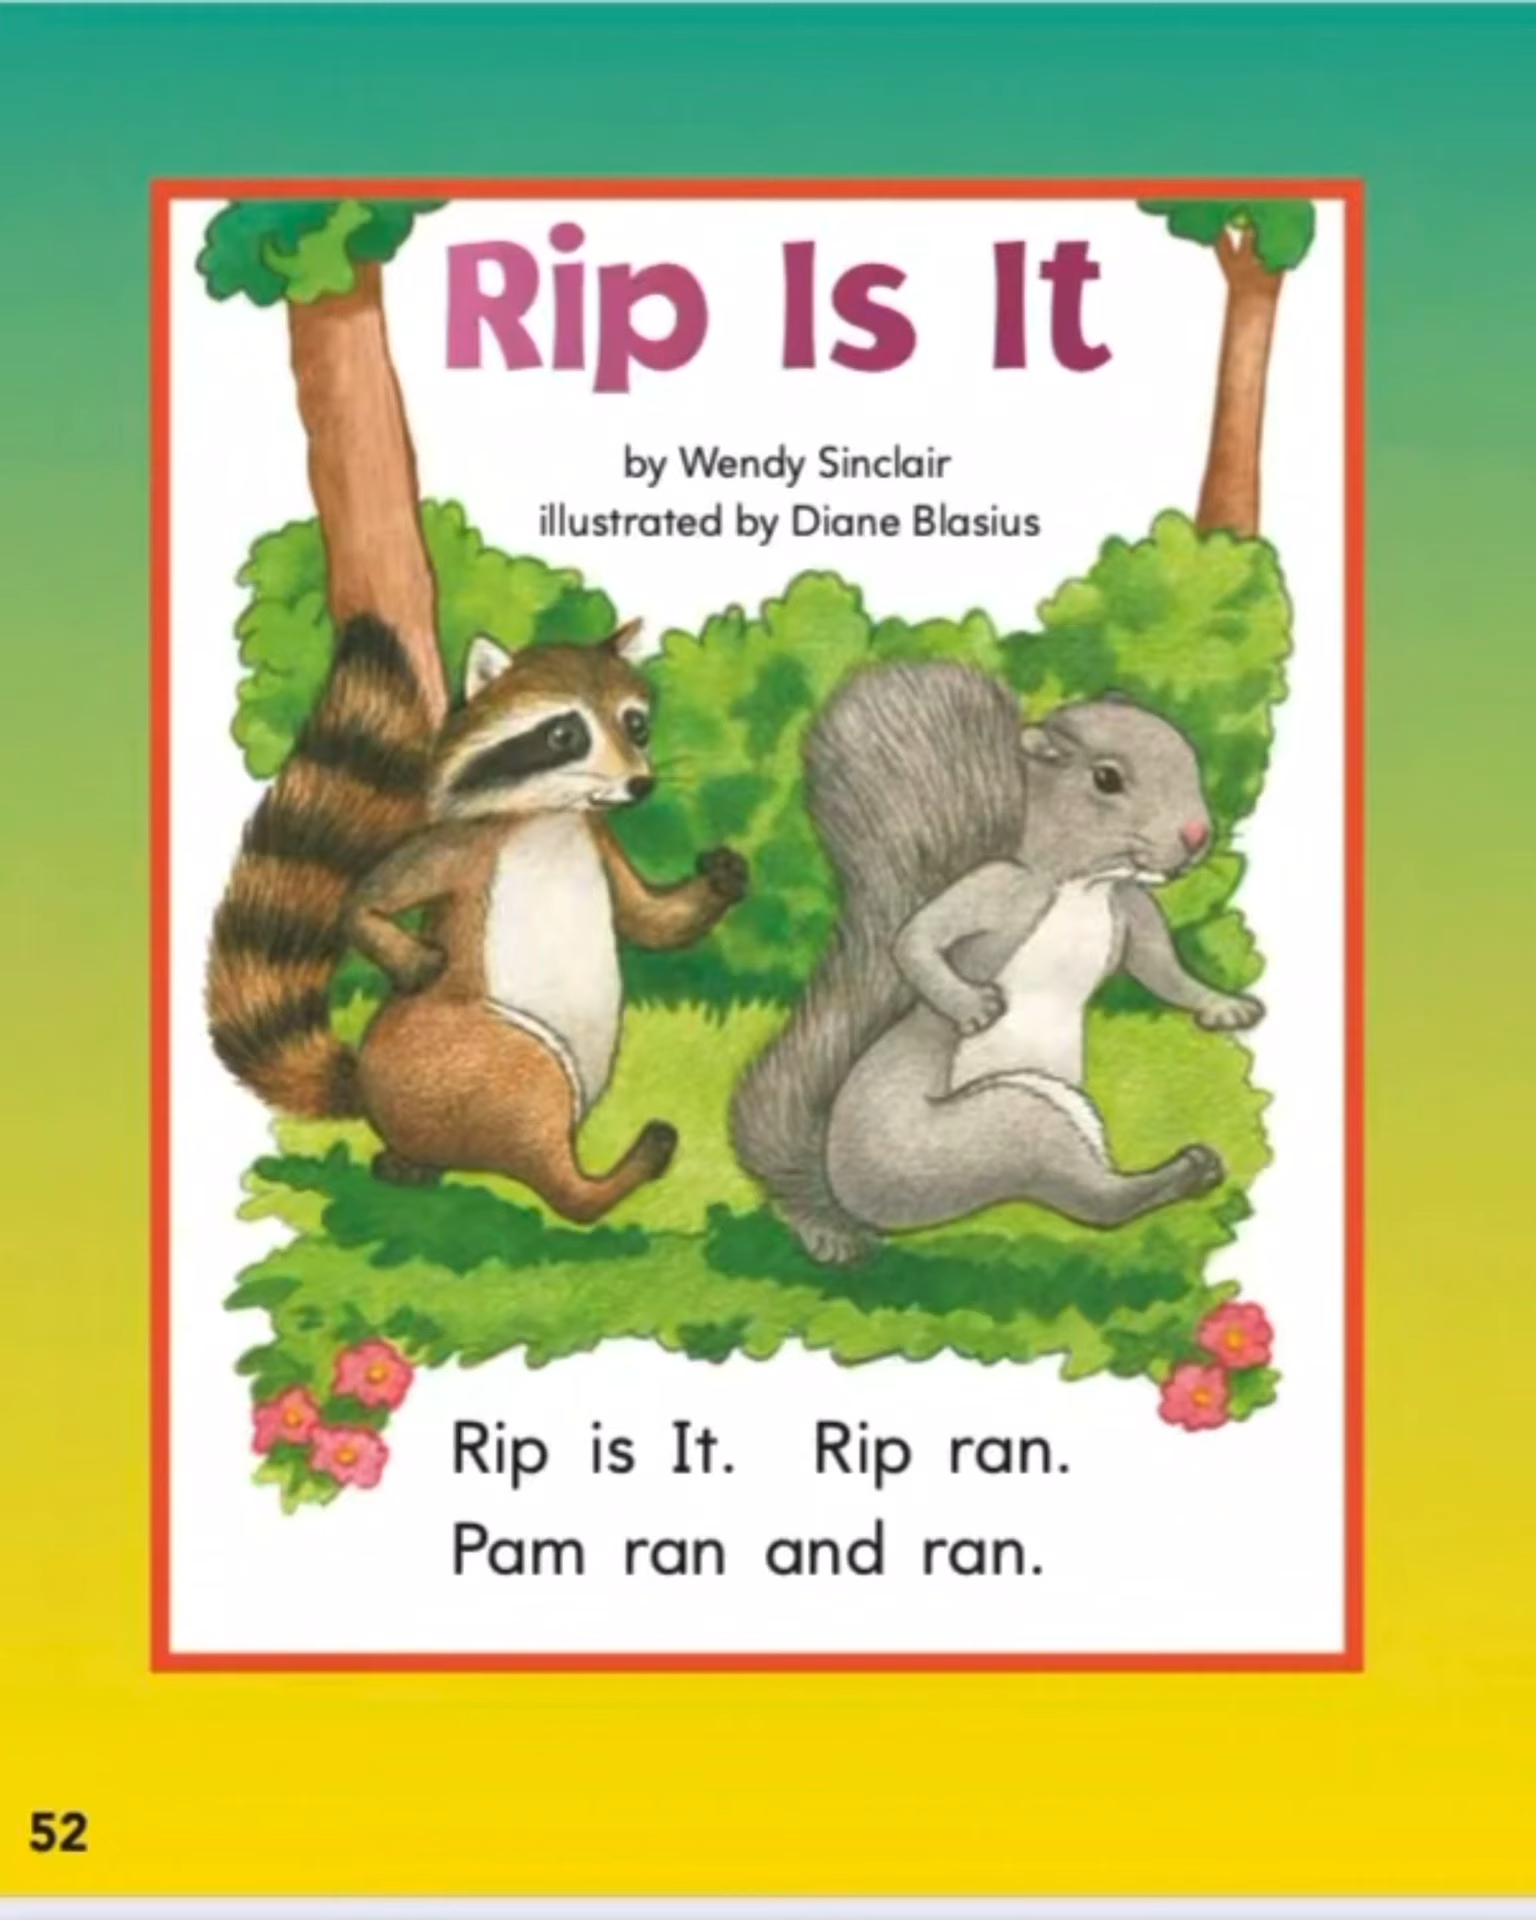 Rip Is It
by Wendy Sinclair
illustrated by Diane Blasius
Rip is It. Rip ran.
Pam ran and ran.
52